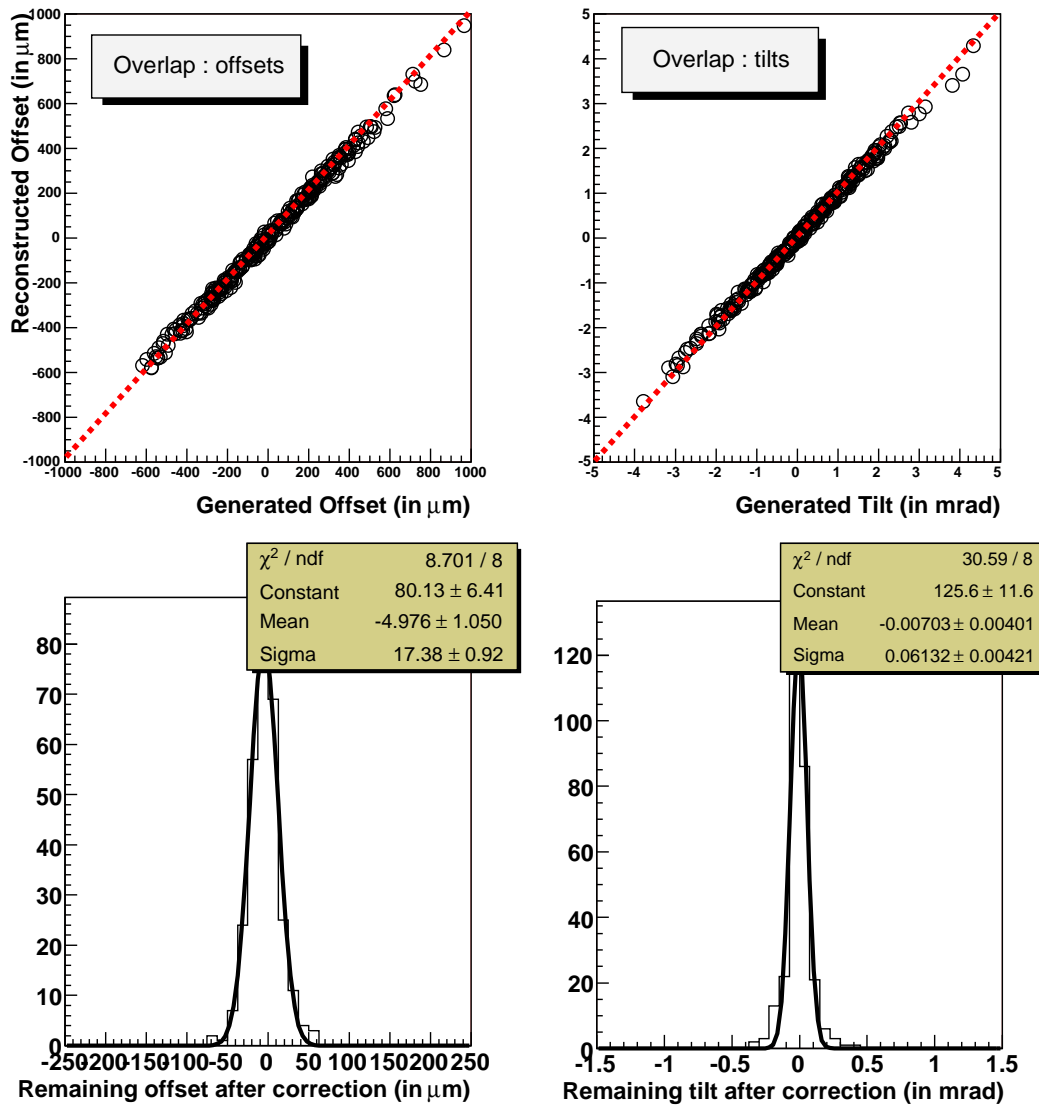 Reconstructed Offset (in μm)
1000
800
600
400
200
0
-200
-400
-600
-800
-1000
Overlap : offsets
-1000 -800 -600 -400 -200 0 200 400 600 800 1000
Generated Offset (in μm)
5
4
3
2
1
0
-1
-2
-3
-4
-5
Overlap : tilts
-5 -4 -3 -2 -1 0 1 2 3 4 5
Generated Tilt (in mrad)
χ² / ndf 8.701 / 8
Constant 80.13 ± 6.41
Mean -4.976 ± 1.050
Sigma 17.38 ± 0.92
80
70
60
50
40
30
20
10
0
-250 -200 -150 -100 -50 0 50 100 150 200 250
Remaining offset after correction (in μm)
χ² / ndf 30.59 / 8
Constant 125.6 ± 11.6
Mean -0.00703 ± 0.00401
Sigma 0.06132 ± 0.00421
120
100
80
60
40
20
0
-1.5 -1 -0.5 0 0.5 1 1.5
Remaining tilt after correction (in mrad)